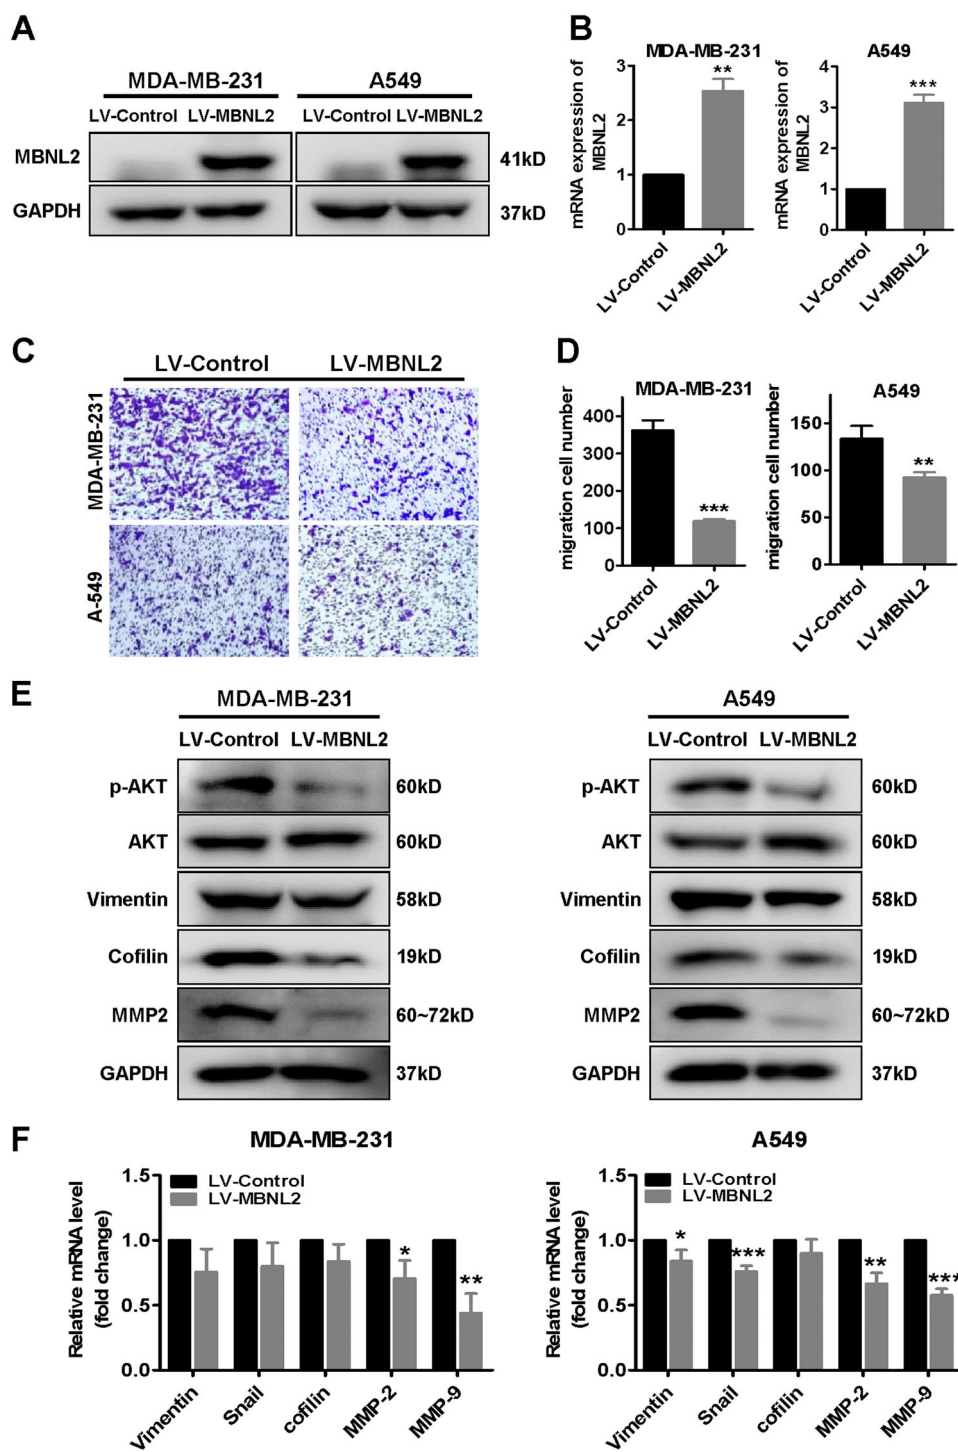 A
MDA-MB-231 A549
LV-Control LV-MBNL2 LV-Control LV-MBNL2
MBNL2 41kD
GAPDH 37kD
B
MDA-MB-231
mRNA expression of
MBNL2
3
2
1
0
**
LV-Control
LV-MBNL2
A549
mRNA expression of
MBNL2
4
3
2
1
0
***
LV-Control
LV-MBNL2
C
LV-Control LV-MBNL2
MDA-MB-231
A-549
D
MDA-MB-231
migration cell number
400
300
200
100
0
***
LV-Control
LV-MBNL2
A549
migration cell number
150
100
50
0
**
LV-Control
LV-MBNL2
E
MDA-MB-231
LV-Control LV-MBNL2
p-AKT 60kD
AKT 60kD
Vimentin 58kD
Cofilin 19kD
MMP2 60~72kD
GAPDH 37kD
A549
LV-Control LV-MBNL2
p-AKT 60kD
AKT 60kD
Vimentin 58kD
Cofilin 19kD
MMP2 60~72kD
GAPDH 37kD
F
MDA-MB-231
Relative mRNA level
(fold change)
1.5
1.0
0.5
0.0
LV-Control
LV-MBNL2
*
**
Vimentin
Snail
cofilin
MMP-2
MMP-9
A549
Relative mRNA level
(fold change)
1.5
1.0
0.5
0.0
LV-Control
LV-MBNL2
*
***
**
***
Vimentin
Snail
cofilin
MMP-2
MMP-9